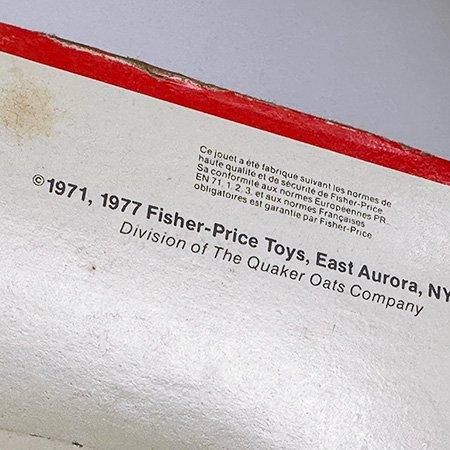 Ce jouet a été fabrique suivant les normes de
haute qualité et de sécurité de Fisher-Price
Sa conformité aux normes Européennes PR
EN 71, 1, 2, 3, et aux normes Françaises
obligatoires est garantie par Fisher-Price
©1971, 1977 Fisher-Price Toys, East Aurora, NY
Division of The Quaker Oats Company